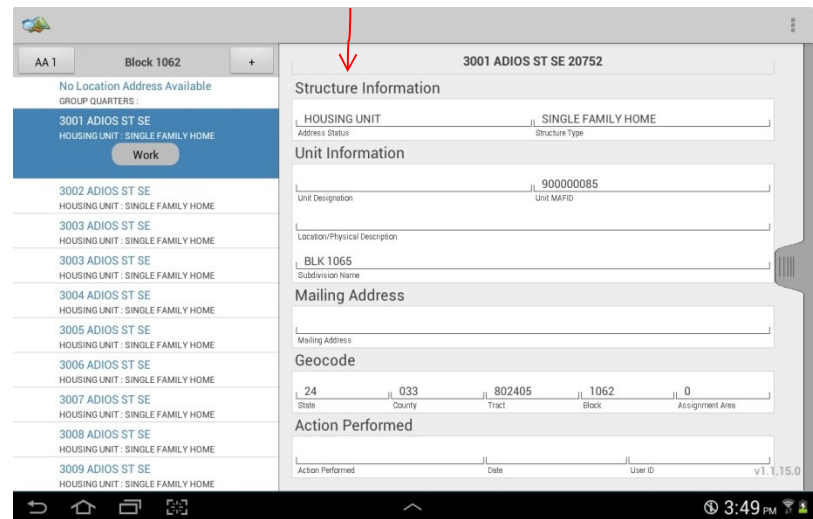 AA 1 Block 1062 +
No Location Address Available
GROUP QUARTERS :
3001 ADIOS ST SE
HOUSING UNIT : SINGLE FAMILY HOME
Work
3002 ADIOS ST SE
HOUSING UNIT : SINGLE FAMILY HOME
3003 ADIOS ST SE
HOUSING UNIT : SINGLE FAMILY HOME
3003 ADIOS ST SE
HOUSING UNIT : SINGLE FAMILY HOME
3004 ADIOS ST SE
HOUSING UNIT : SINGLE FAMILY HOME
3005 ADIOS ST SE
HOUSING UNIT : SINGLE FAMILY HOME
3006 ADIOS ST SE
HOUSING UNIT : SINGLE FAMILY HOME
3007 ADIOS ST SE
HOUSING UNIT : SINGLE FAMILY HOME
3008 ADIOS ST SE
HOUSING UNIT : SINGLE FAMILY HOME
3009 ADIOS ST SE
HOUSING UNIT : SINGLE FAMILY HOME
3001 ADIOS ST SE 20752
Structure Information
HOUSING UNIT SINGLE FAMILY HOME
Address Status Structure Type
Unit Information
900000085
Unit Designation Unit MAFID
Location/Physical Description
BLK 1065
Subdivision Name
Mailing Address
Mailing Address
Geocode
24 033 802405 1062 0
State County Tract Block Assignment Area
Action Performed
Action Performed Date User ID
v1.1.15.0
3:49 PM